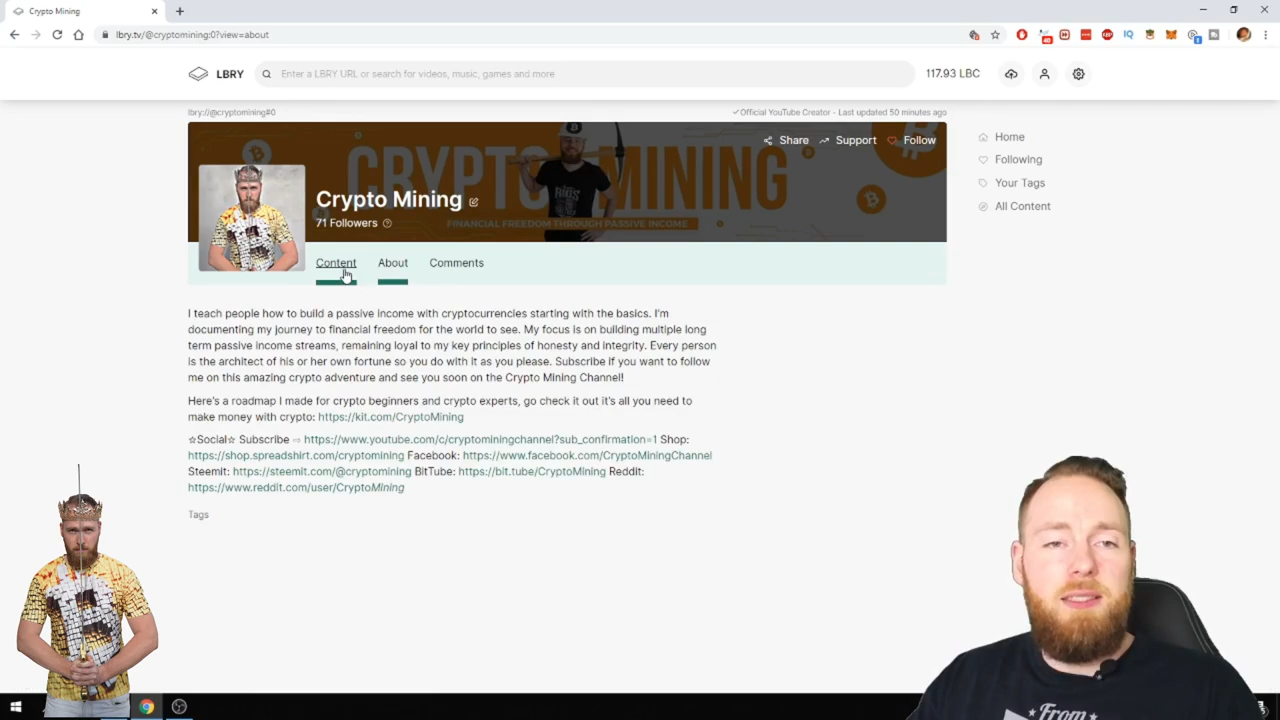 Crypto Mining
lbry.tv/@cryptomining:0?view=about
LBRY
Enter a LBRY URL or search for videos, music, games and more
117.93 LBC
lbry://@cryptomining#0
Official YouTube Creator - Last updated 50 minutes ago
Share
Support
Follow
CRYPTO MINING
FINANCIAL FREEDOM THROUGH PASSIVE INCOME
Crypto Mining
71 Followers
Content
About
Comments
Home
Following
Your Tags
All Content
I teach people how to build a passive income with cryptocurrencies starting with the basics. I'm
documenting my journey to financial freedom for the world to see. My focus is on building multiple long
term passive income streams, remaining loyal to my key principles of honesty and integrity. Every person
is the architect of his or her own fortune so you do with it as you please. Subscribe if you want to follow
me on this amazing crypto adventure and see you soon on the Crypto Mining Channel!
Here's a roadmap I made for crypto beginners and crypto experts, go check it out it's all you need to
make money with crypto: https://kit.com/CryptoMining
☆Social☆ Subscribe ⇨ https://www.youtube.com/c/cryptominingchannel?sub_confirmation=1 Shop:
https://shop.spreadshirt.com/cryptomining Facebook: https://www.facebook.com/CryptoMiningChannel
Steemit: https://steemit.com/@cryptomining BitTube: https://bit.tube/CryptoMining Reddit:
https://www.reddit.com/user/CryptoMining
Tags
From